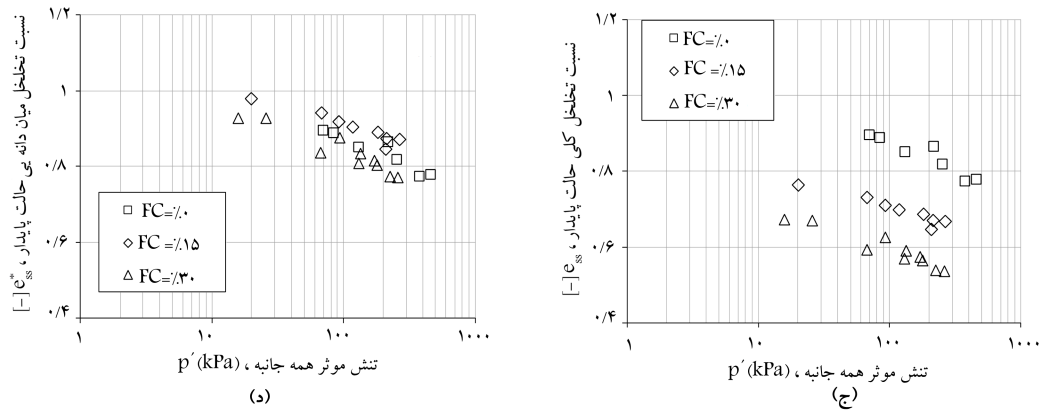 نسبت تخلخل میان دانه یی حالت پایدار ، e*ss [-]
۱/۲
۱
۰/۸
۰/۶
۰/۴
FC=٪۰
FC =٪۱۵
FC=٪۳۰
۱ ۱۰ ۱۰۰ ۱۰۰۰
تنش موثر همه جانبه ، p´(kPa)
(د)
نسبت تخلخل کلی حالت پایدار ، ess [-]
۱/۲
۱
۰/۸
۰/۶
۰/۴
FC=٪۰
FC =٪۱۵
FC=٪۳۰
۱ ۱۰ ۱۰۰ ۱۰۰۰
تنش موثر همه جانبه ، p´(kPa)
(ج)